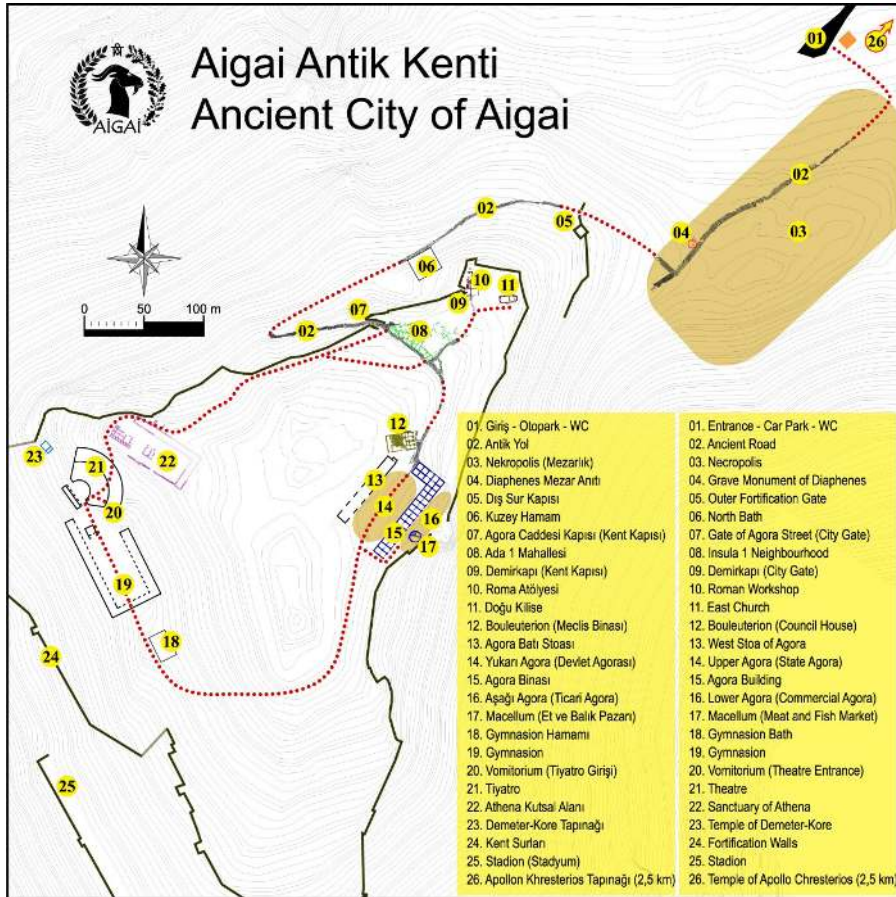 Aigai Antik Kenti
Ancient City of Aigai
AİGAİ
01
26
02
03
04
05
02
06
10
11
09
07
08
02
0 50 100 m
12
13
14
16
15
17
23
21
22
20
19
18
24
25
01. Giriş - Otopark - WC
02. Antik Yol
03. Nekropolis (Mezarlık)
04. Diaphenes Mezar Anıtı
05. Dış Sur Kapısı
06. Kuzey Hamam
07. Agora Caddesi Kapısı (Kent Kapısı)
08. Ada 1 Mahallesi
09. Demirkapı (Kent Kapısı)
10. Roma Atölyesi
11. Doğu Kilise
12. Bouleuterion (Meclis Binası)
13. Agora Batı Stoası
14. Yukarı Agora (Devlet Agorası)
15. Agora Binası
16. Aşağı Agora (Ticari Agora)
17. Macellum (Et ve Balık Pazarı)
18. Gymnasion Hamamı
19. Gymnasion
20. Vomitorium (Tiyatro Girişi)
21. Tiyatro
22. Athena Kutsal Alanı
23. Demeter-Kore Tapınağı
24. Kent Surları
25. Stadion (Stadyum)
26. Apollon Khresterios Tapınağı (2,5 km)
01. Entrance - Car Park - WC
02. Ancient Road
03. Necropolis
04. Grave Monument of Diaphenes
05. Outer Fortification Gate
06. North Bath
07. Gate of Agora Street (City Gate)
08. Insula 1 Neighbourhood
09. Demirkapı (City Gate)
10. Roman Workshop
11. East Church
12. Bouleuterion (Council House)
13. West Stoa of Agora
14. Upper Agora (State Agora)
15. Agora Building
16. Lower Agora (Commercial Agora)
17. Macellum (Meat and Fish Market)
18. Gymnasion Bath
19. Gymnasion
20. Vomitorium (Theatre Entrance)
21. Theatre
22. Sanctuary of Athena
23. Temple of Demeter-Kore
24. Fortification Walls
25. Stadion
26. Temple of Apollo Chresterios (2,5 km)